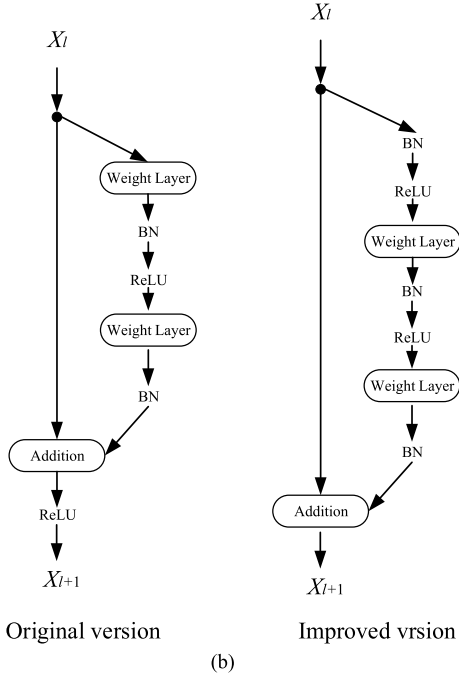 Xl
Weight Layer
BN
ReLU
Weight Layer
BN
Addition
ReLU
Xl+1
Original version
Xl
BN
ReLU
Weight Layer
BN
ReLU
Weight Layer
BN
Addition
Xl+1
Improved vrsion
(b)